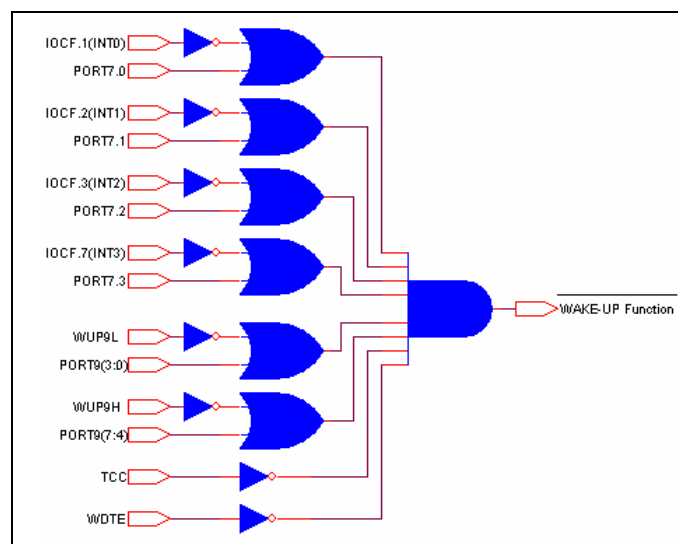 IOCF.1(INT0)
PORT7.0
IOCF.2(INT1)
PORT7.1
IOCF.3(INT2)
PORT7.2
IOCF.7(INT3)
PORT7.3
WAKE-UP Function
WUP9L
PORT9(3:0)
WUP9H
PORT9(7:4)
TCC
WDTE